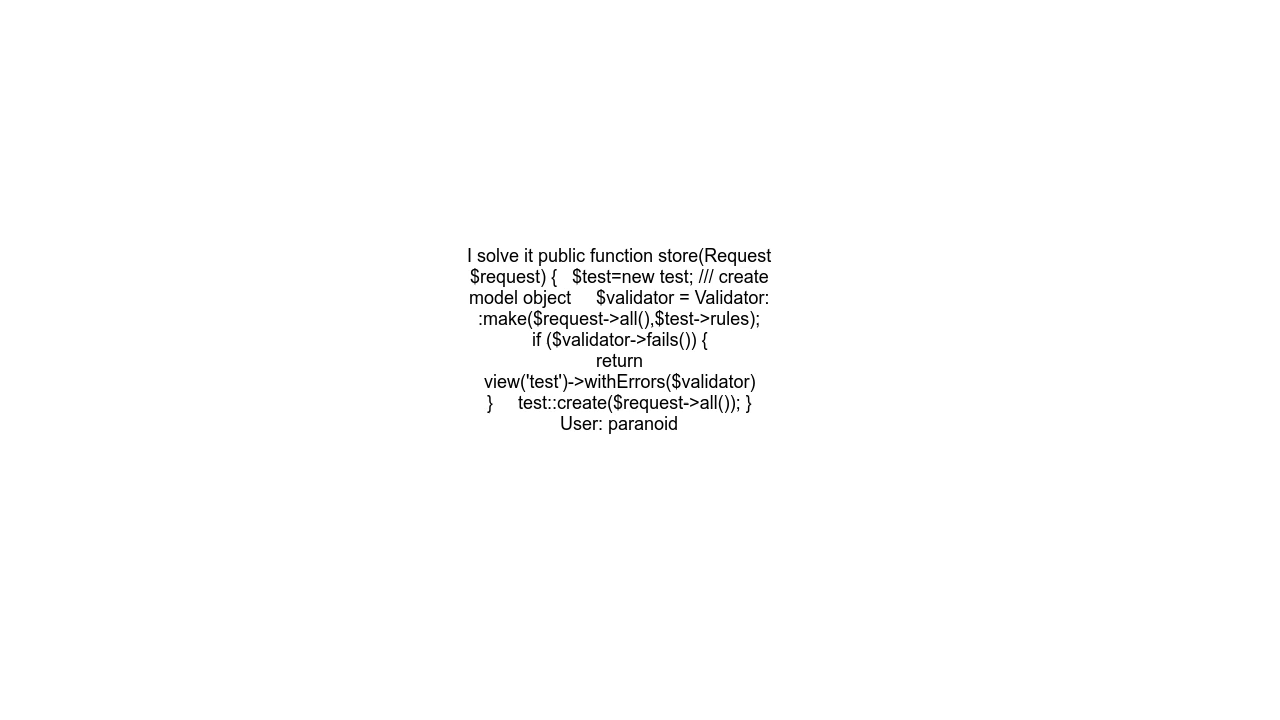 I solve it public function store(Request
$request) {   $test=new test; /// create
model object     $validator = Validator:
:make($request->all(),$test->rules);
if ($validator->fails()) {
return
view('test')->withErrors($validator)
}     test::create($request->all()); }
User: paranoid